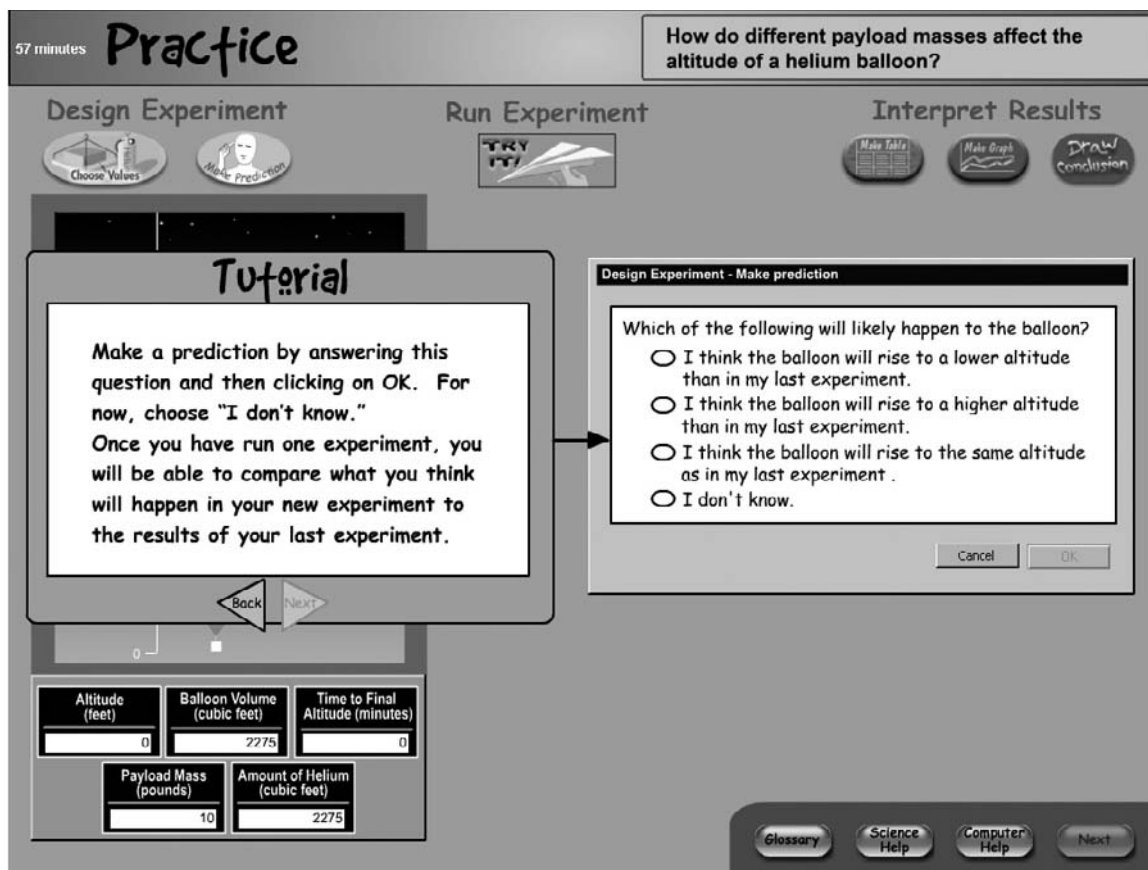 57 minutes Practice
How do different payload masses affect the
altitude of a helium balloon?
Design Experiment
Run Experiment
Interpret Results
Choose Values
Make Prediction
TRY
IT!
Make Table
Make Graph
Draw
Conclusion
Tutorial
Make a prediction by answering this
question and then clicking on OK. For
now, choose “I don’t know.”
Once you have run one experiment, you
will be able to compare what you think
will happen in your new experiment to
the results of your last experiment.
Back
Next
Design Experiment - Make prediction
Which of the following will likely happen to the balloon?
I think the balloon will rise to a lower altitude
than in my last experiment.
I think the balloon will rise to a higher altitude
than in my last experiment.
I think the balloon will rise to the same altitude
as in my last experiment .
I don't know.
Cancel
OK
0
Altitude
(feet)
0
Balloon Volume
(cubic feet)
2275
Time to Final
Altitude (minutes)
0
Payload Mass
(pounds)
10
Amount of Helium
(cubic feet)
2275
Glossary
Science
Help
Computer
Help
Next